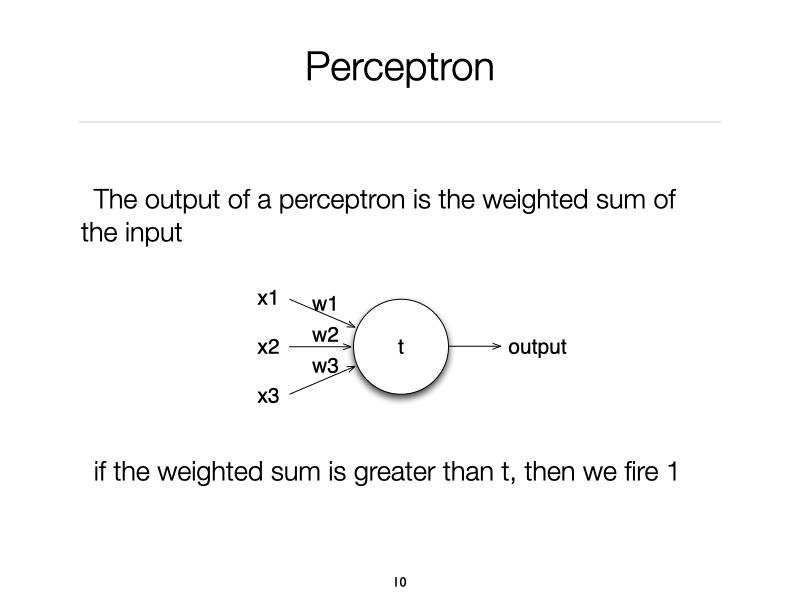 Perceptron
The output of a perceptron is the weighted sum of
the input
x1
w1
x2
w2
t
output
w3
x3
if the weighted sum is greater than t, then we fire 1
10